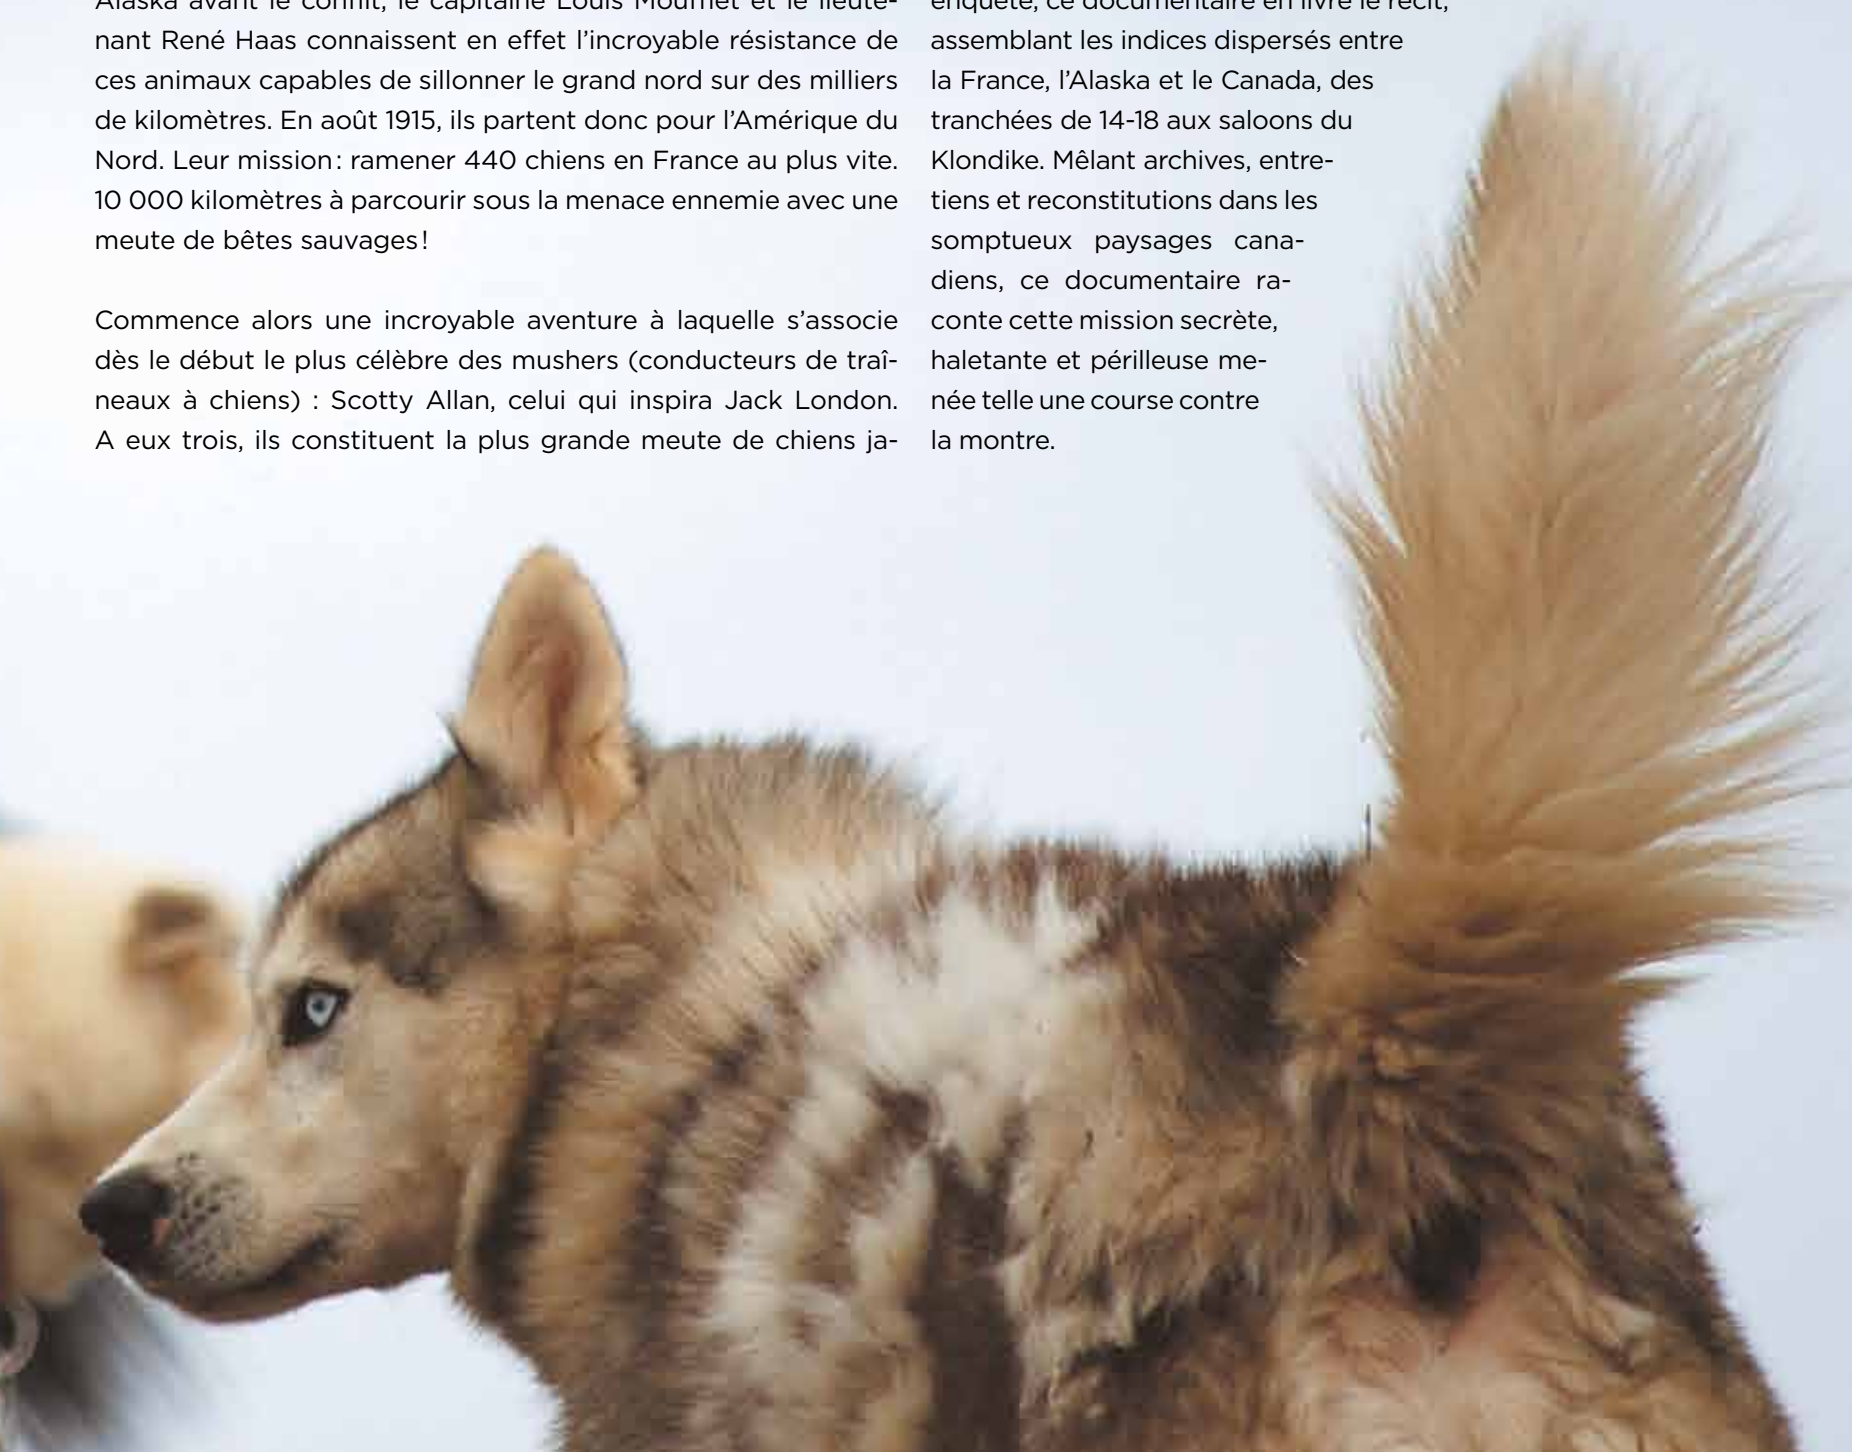 Alaska avant le conflit, le capitaine Louis Moufflet et le lieute-
nant René Haas connaissent en effet l’incroyable résistance de
ces animaux capables de sillonner le grand nord sur des milliers
de kilomètres. En août 1915, ils partent donc pour l’Amérique du
Nord. Leur mission : ramener 440 chiens en France au plus vite.
10 000 kilomètres à parcourir sous la menace ennemie avec une
meute de bêtes sauvages !
Commence alors une incroyable aventure à laquelle s’associe
dès le début le plus célèbre des mushers (conducteurs de traî-
neaux à chiens) : Scotty Allan, celui qui inspira Jack London.
A eux trois, ils constituent la plus grande meute de chiens ja-
enquête, ce documentaire en livre le récit,
assemblant les indices dispersés entre
la France, l’Alaska et le Canada, des
tranchées de 14-18 aux saloons du
Klondike. Mêlant archives, entre-
tiens et reconstitutions dans les
somptueux paysages cana-
diens, ce documentaire ra-
conte cette mission secrète,
haletante et périlleuse me-
née telle une course contre
la montre.